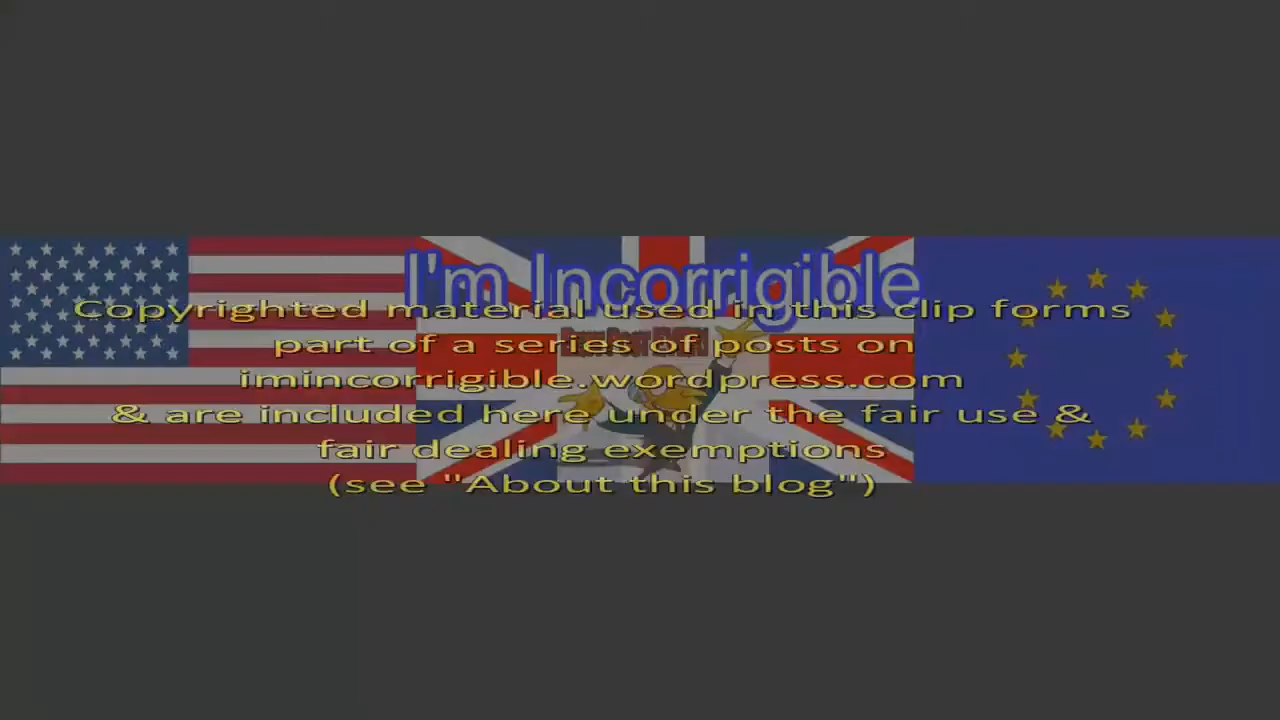 I'm Incorrigible
Copyrighted material used in this clip forms
part of a series of posts on
imincorrigible.wordpress.com
& are included here under the fair use &
fair dealing exemptions
(see "About this blog")